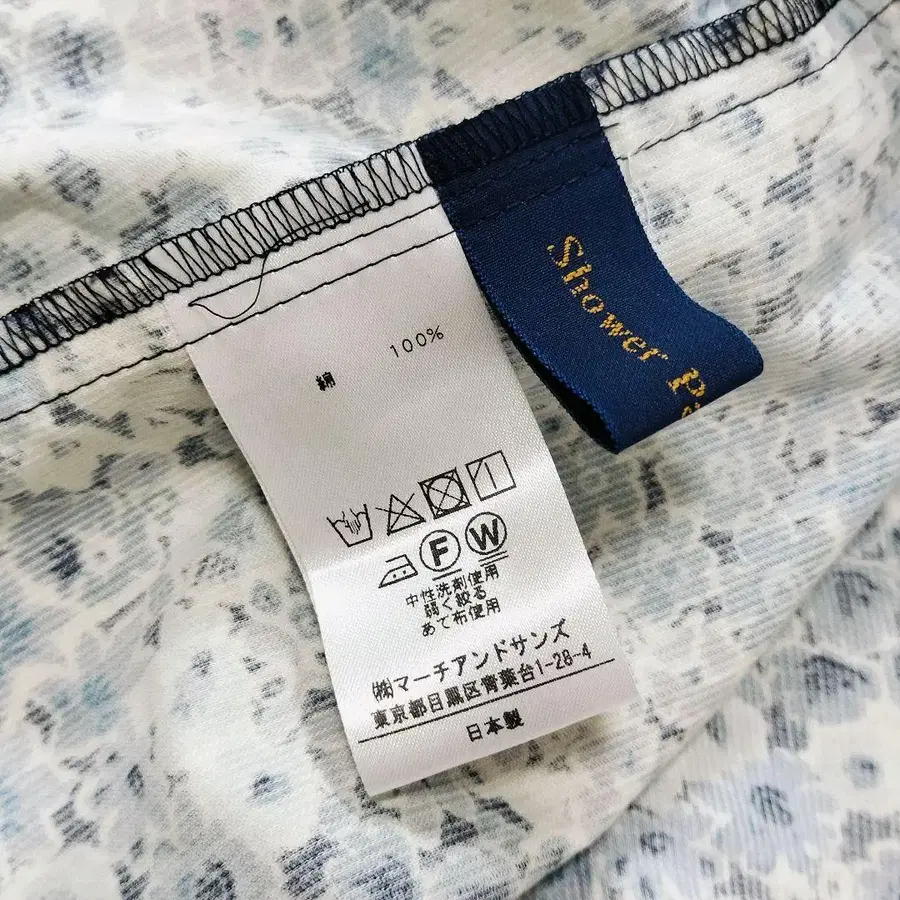 綿 100%
F W
中性洗剤使用
弱く絞る
あて布使用
㈱マーチアンドサンズ
東京都目黒区青葉台1-28-4
日本製
Shower